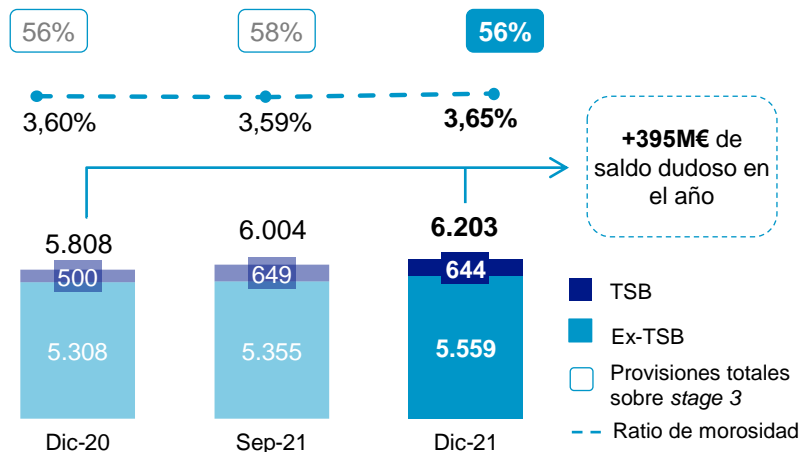 56%
58%
56%
3,60%
3,59%
3,65%
+395M€ de
saldo dudoso en
el año
5.808
6.004
6.203
500
649
644
5.308
5.355
5.559
TSB
Ex-TSB
Provisiones totales
sobre stage 3
Ratio de morosidad
Dic-20
Sep-21
Dic-21